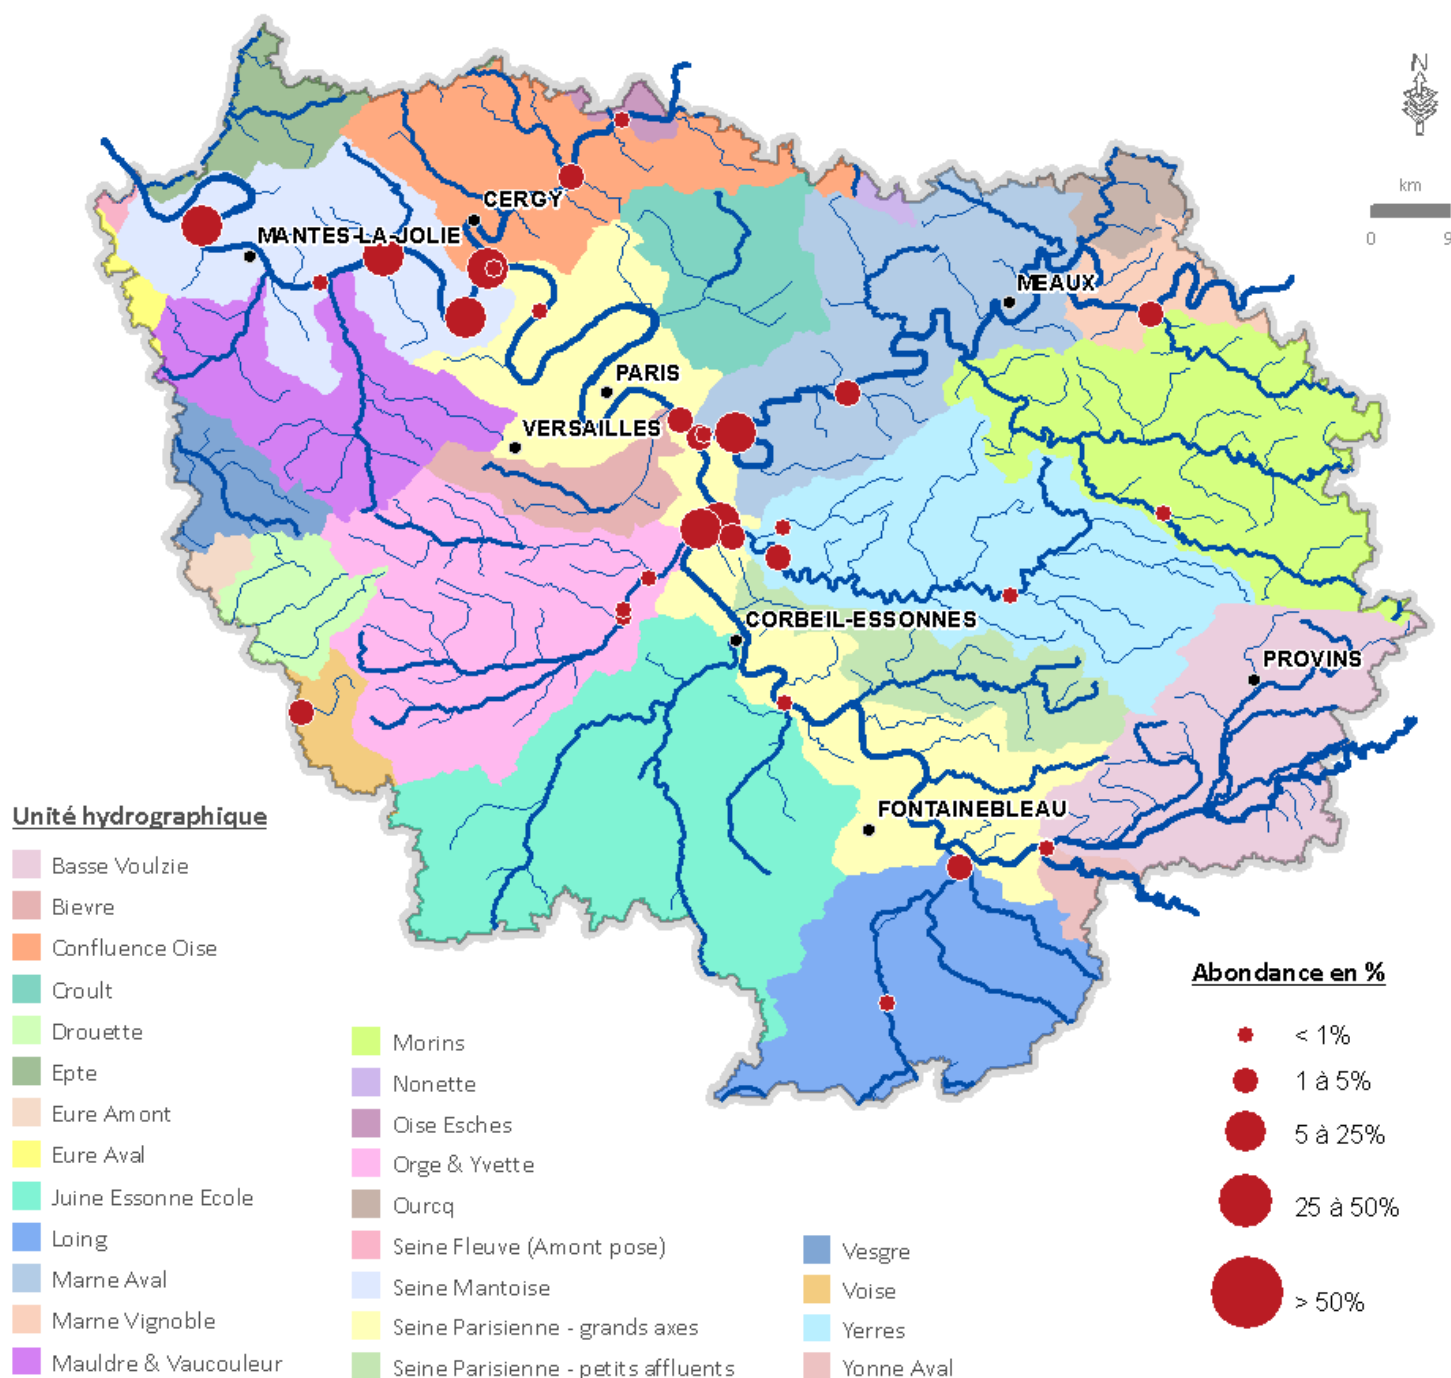 N
km
0 9
CERGY
MANTES-LA-JOLIE
MEAUX
PARIS
VERSAILLES
CORBEIL-ESSONNES
PROVINS
FONTAINEBLEAU
Unité hydrographique
Basse Voulzie
Bievre
Confluence Oise
Croult
Drouette
Epte
Eure Amont
Eure Aval
Juine Essonne Ecole
Loing
Marne Aval
Marne Vignoble
Mauldre & Vaucouleur
Morins
Nonette
Oise Esches
Orge & Yvette
Ourcq
Seine Fleuve (Amont pose)
Seine Mantoise
Seine Parisienne - grands axes
Seine Parisienne - petits affluents
Vesgre
Voise
Yerres
Yonne Aval
Abondance en %
< 1%
1 à 5%
5 à 25%
25 à 50%
> 50%